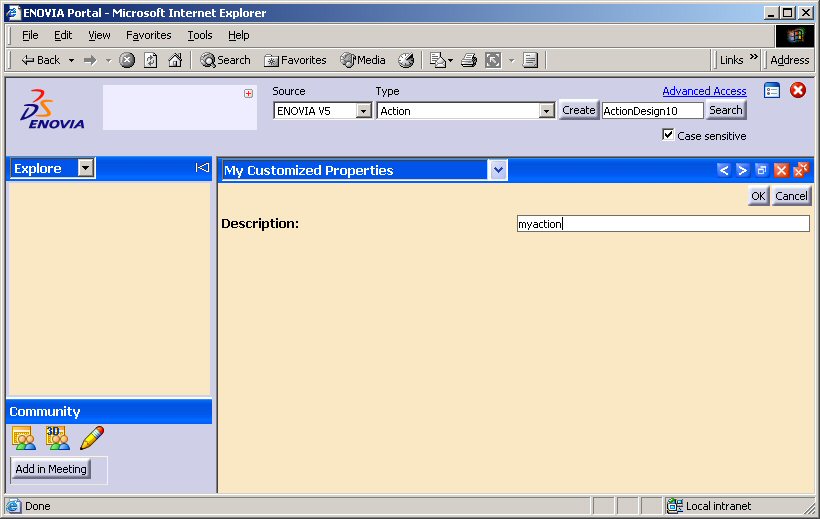 ENOVIA Portal - Microsoft Internet Explorer
File Edit View Favorites Tools Help
Back Search Favorites Media Links » Address
Source Type Advanced Access
ENOVIA
ENOVIA V5 Action Create ActionDesign10 Search
Case sensitive
Explore
My Customized Properties
OK Cancel
Description: myaction
Community
3D
Add in Meeting
Done Local intranet